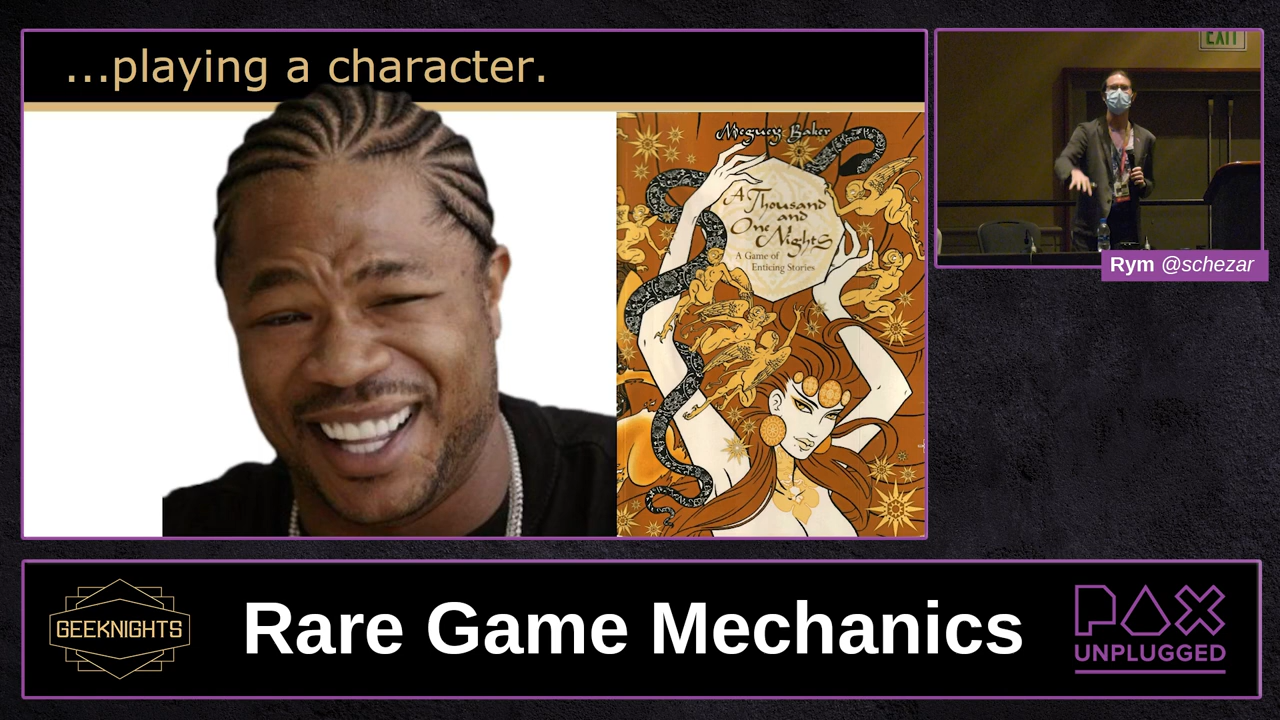 ...playing a character.
Meguey Baker
A Thousand
and
One Nights
A Game of
Enticing Stories
EXIT
Rym @schezar
GEEKNIGHTS
Rare Game Mechanics
PAX
UNPLUGGED